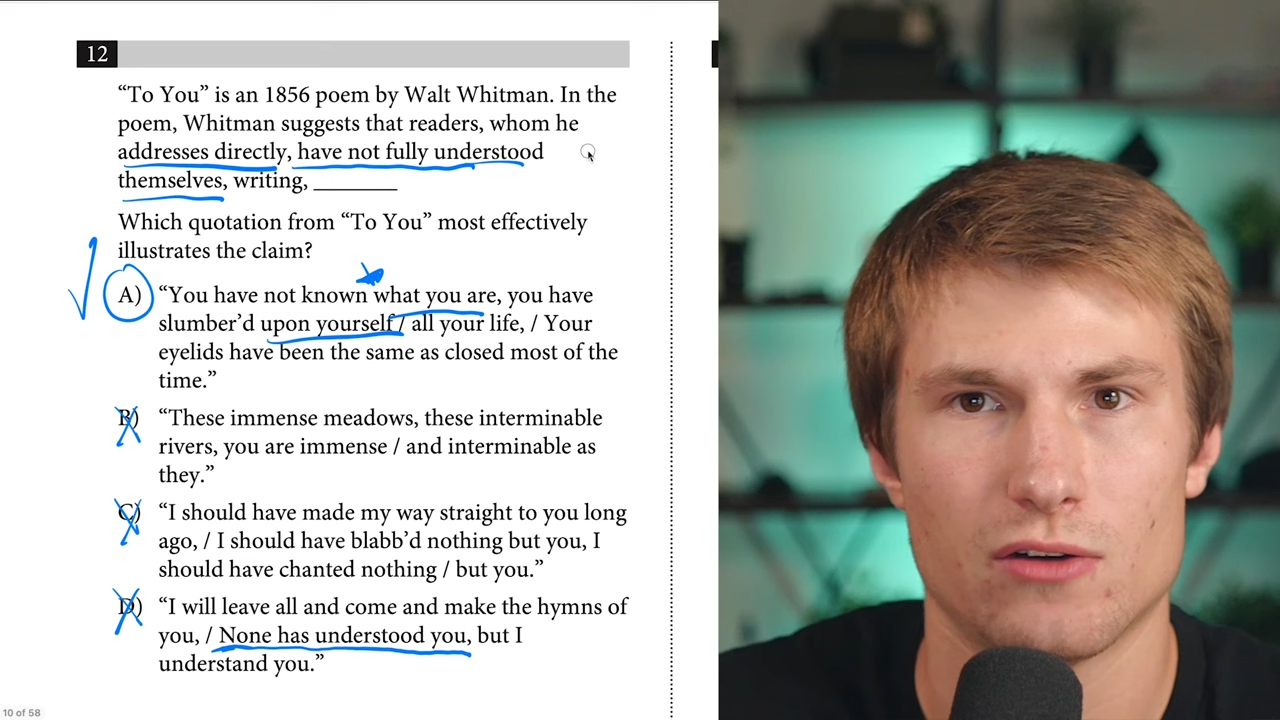 12
“To You” is an 1856 poem by Walt Whitman. In the
poem, Whitman suggests that readers, whom he
addresses directly, have not fully understood
themselves, writing, _______
Which quotation from “To You” most effectively
illustrates the claim?
A) “You have not known what you are, you have
slumber’d upon yourself / all your life, / Your
eyelids have been the same as closed most of the
time.”
B) “These immense meadows, these interminable
rivers, you are immense / and interminable as
they.”
C) “I should have made my way straight to you long
ago, / I should have blabb’d nothing but you, I
should have chanted nothing / but you.”
D) “I will leave all and come and make the hymns of
you, / None has understood you, but I
understand you.”
10 of 58